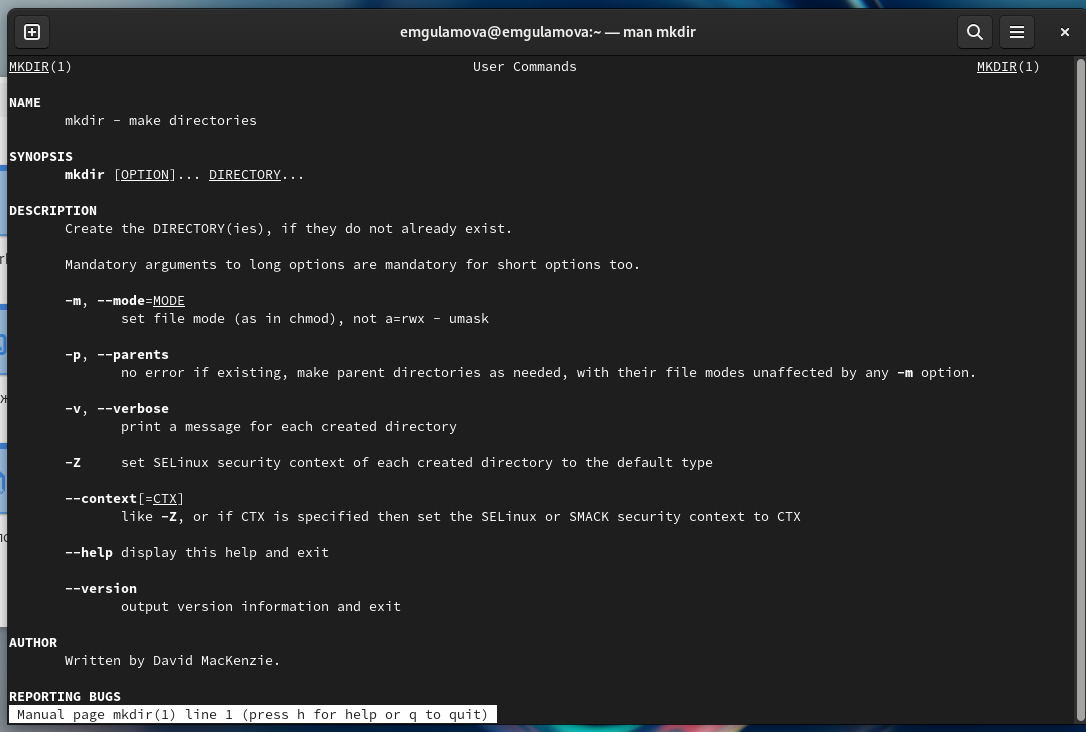 emgulamova@emgulamova:~ — man mkdir
MKDIR(1) User Commands MKDIR(1)
NAME
mkdir - make directories
SYNOPSIS
mkdir [OPTION]... DIRECTORY...
DESCRIPTION
Create the DIRECTORY(ies), if they do not already exist.
Mandatory arguments to long options are mandatory for short options too.
-m, --mode=MODE
set file mode (as in chmod), not a=rwx - umask
-p, --parents
no error if existing, make parent directories as needed, with their file modes unaffected by any -m option.
-v, --verbose
print a message for each created directory
-Z set SELinux security context of each created directory to the default type
--context[=CTX]
like -Z, or if CTX is specified then set the SELinux or SMACK security context to CTX
--help display this help and exit
--version
output version information and exit
AUTHOR
Written by David MacKenzie.
REPORTING BUGS
Manual page mkdir(1) line 1 (press h for help or q to quit)